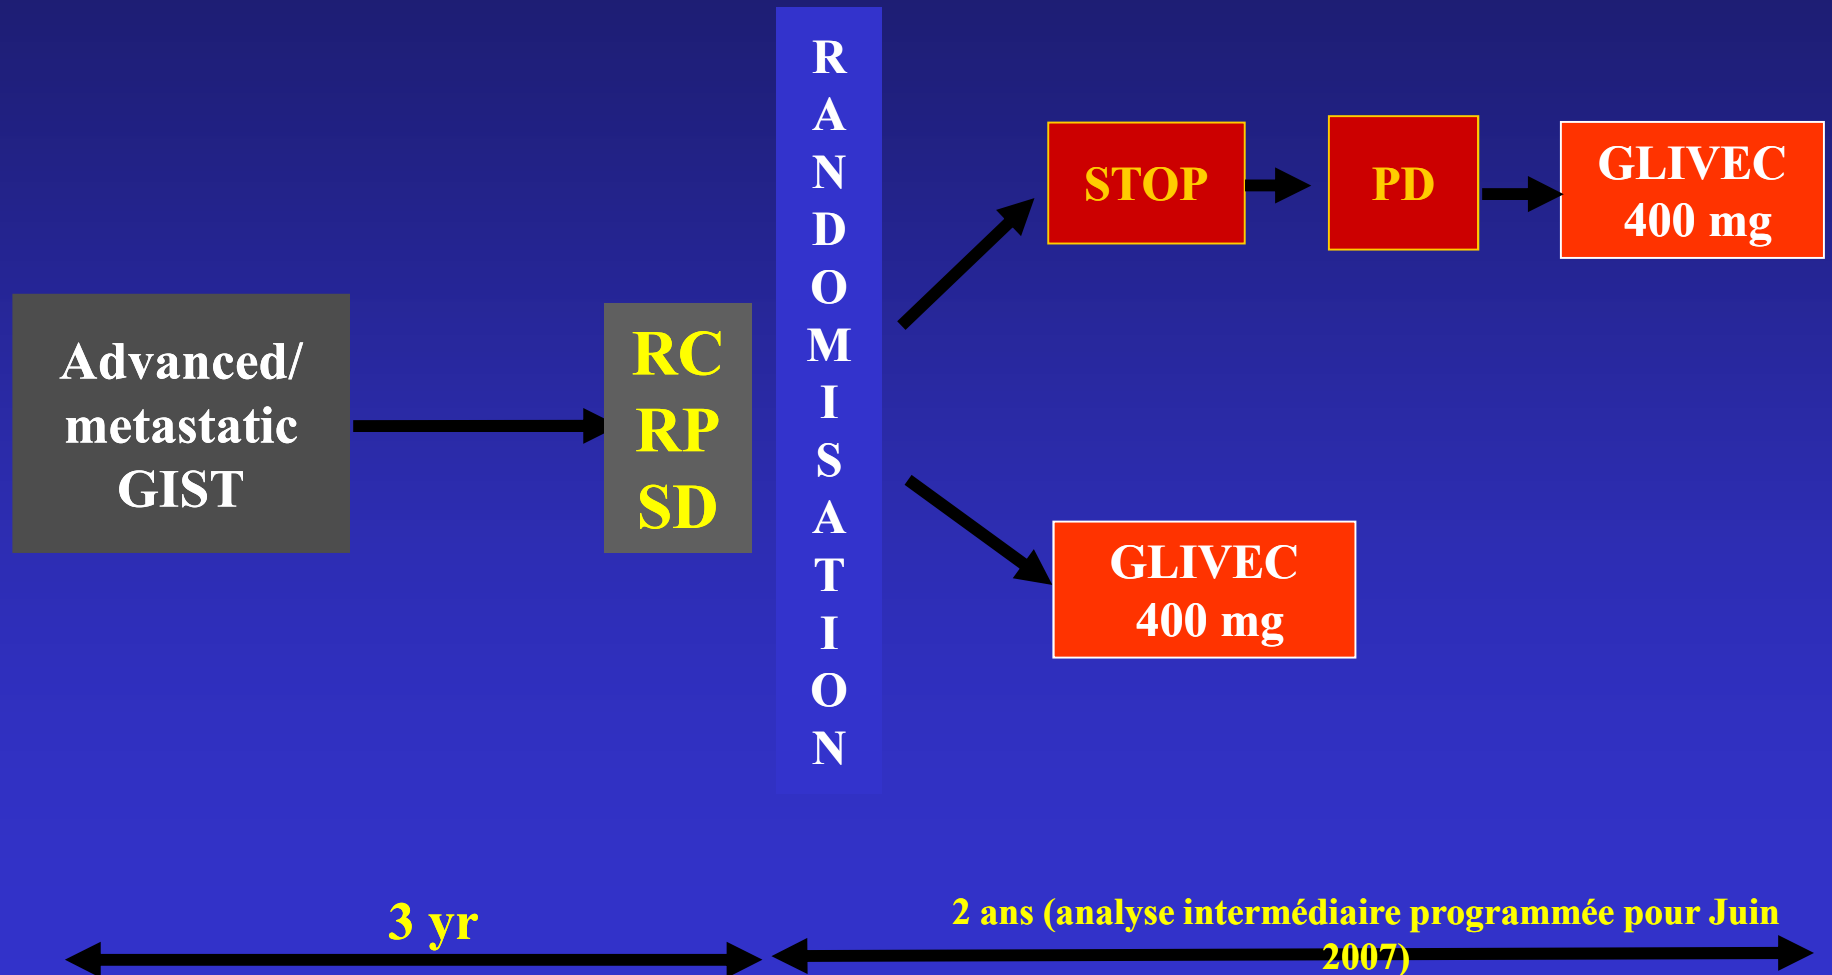 Advanced/
metastatic
GIST
RC
RP
SD
R
A
N
D
O
M
I
S
A
T
I
O
N
STOP
PD
GLIVEC
400 mg
GLIVEC
400 mg
3 yr
2 ans (analyse intermédiaire programmée pour Juin
2007)